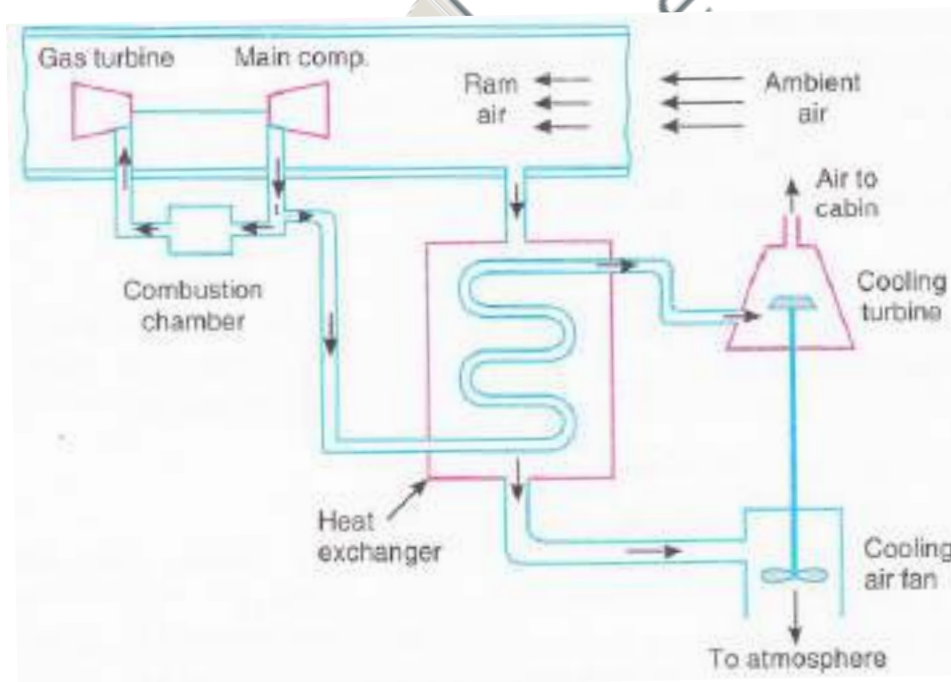 Gas turbine
Main comp.
Ram
air
Ambient
air
Air to
cabin
Combustion
chamber
Cooling
turbine
Heat
exchanger
Cooling
air fan
To atmosphere